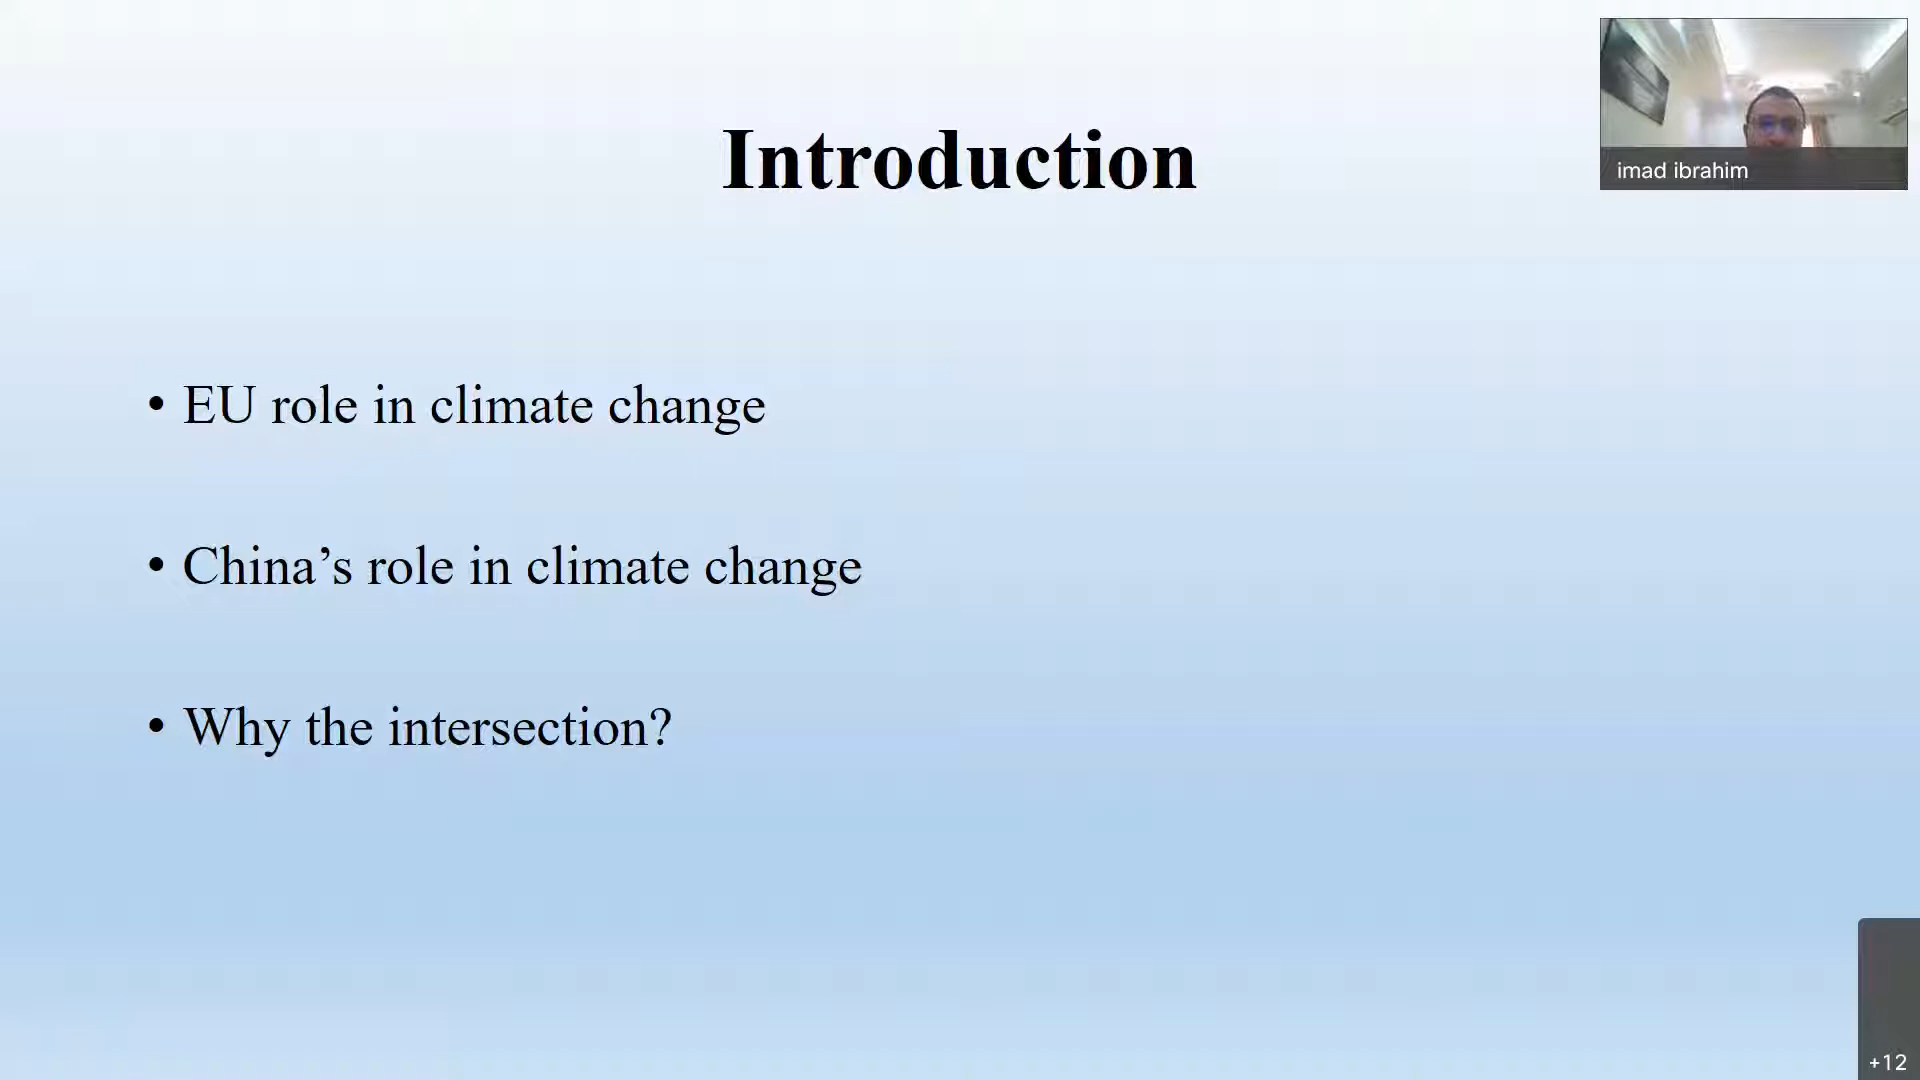 Introduction
imad ibrahim
• EU role in climate change
• China’s role in climate change
• Why the intersection?
+12